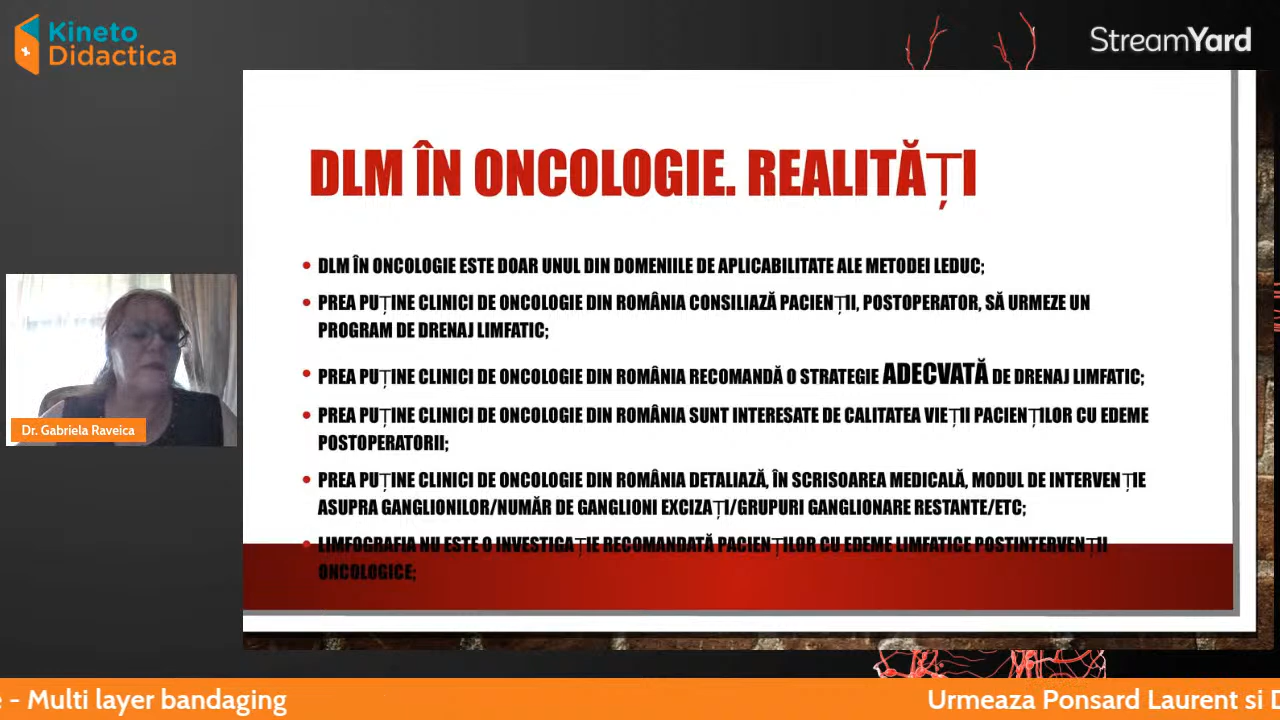 Kineto
Didactica
StreamYard
DLM ÎN ONCOLOGIE. REALITĂȚI
DLM ÎN ONCOLOGIE ESTE DOAR UNUL DIN DOMENIILE DE APLICABILITATE ALE METODEI LEDUC;
PREA PUȚINE CLINICI DE ONCOLOGIE DIN ROMÂNIA CONSILIAZĂ PACIENȚII, POSTOPERATOR, SĂ URMEZE UN
PROGRAM DE DRENAJ LIMFATIC;
PREA PUȚINE CLINICI DE ONCOLOGIE DIN ROMÂNIA RECOMANDĂ O STRATEGIE ADECVATĂ DE DRENAJ LIMFATIC;
PREA PUȚINE CLINICI DE ONCOLOGIE DIN ROMÂNIA SUNT INTERESATE DE CALITATEA VIEȚII PACIENȚILOR CU EDEME
POSTOPERATORII;
PREA PUȚINE CLINICI DE ONCOLOGIE DIN ROMÂNIA DETALIAZĂ, ÎN SCRISOAREA MEDICALĂ, MODUL DE INTERVENȚIE
ASUPRA GANGLIONILOR/NUMĂR DE GANGLIONI EXCIZAȚI/GRUPURI GANGLIONARE RESTANTE/ETC;
LIMFOGRAFIA NU ESTE O INVESTIGAȚIE RECOMANDATĂ PACIENȚILOR CU EDEME LIMFATICE POSTINTERVENȚII
ONCOLOGICE;
Dr. Gabriela Raveica
e - Multi layer bandaging
Urmeaza Ponsard Laurent si D